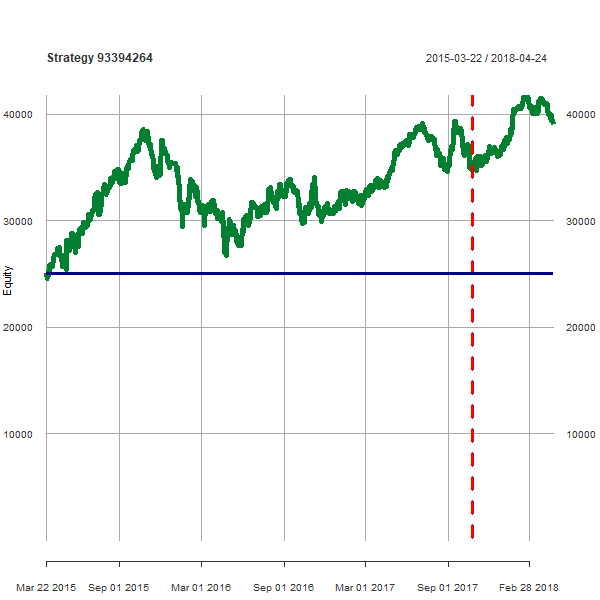 Strategy 93394264
2015-03-22 / 2018-04-24
40000
40000
30000
30000
Equity
20000
20000
10000
10000
Mar 22 2015
Sep 01 2015
Mar 01 2016
Sep 01 2016
Mar 01 2017
Sep 01 2017
Feb 28 2018